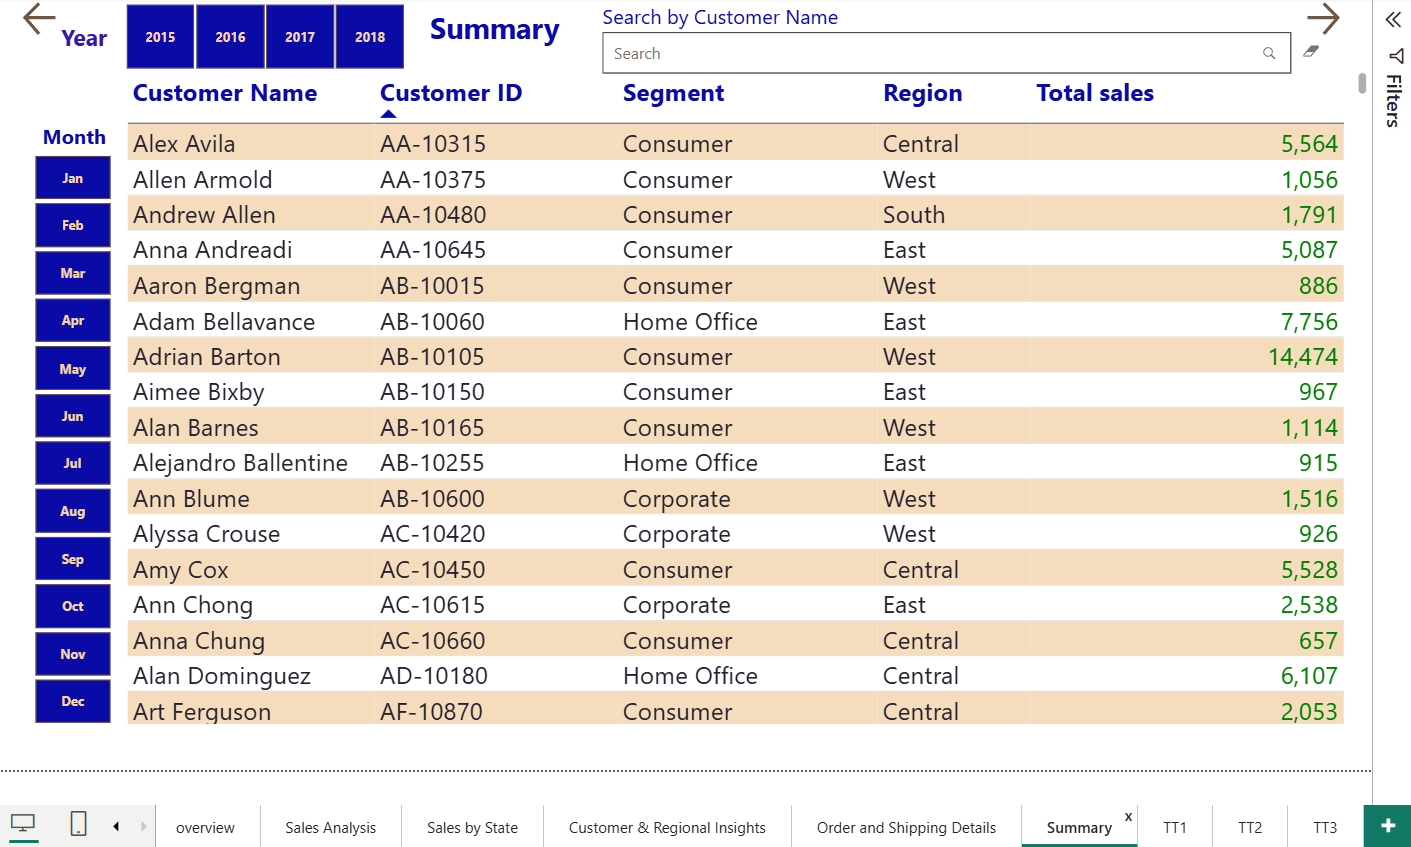 Year
2015 2016 2017 2018
Summary
Search by Customer Name
Search
Filters
Customer Name Customer ID Segment Region Total sales
Month
Jan
Feb
Mar
Apr
May
Jun
Jul
Aug
Sep
Oct
Nov
Dec
Alex Avila AA-10315 Consumer Central 5,564
Allen Armold AA-10375 Consumer West 1,056
Andrew Allen AA-10480 Consumer South 1,791
Anna Andreadi AA-10645 Consumer East 5,087
Aaron Bergman AB-10015 Consumer West 886
Adam Bellavance AB-10060 Home Office East 7,756
Adrian Barton AB-10105 Consumer West 14,474
Aimee Bixby AB-10150 Consumer East 967
Alan Barnes AB-10165 Consumer West 1,114
Alejandro Ballentine AB-10255 Home Office East 915
Ann Blume AB-10600 Corporate West 1,516
Alyssa Crouse AC-10420 Corporate West 926
Amy Cox AC-10450 Consumer Central 5,528
Ann Chong AC-10615 Corporate East 2,538
Anna Chung AC-10660 Consumer Central 657
Alan Dominguez AD-10180 Home Office Central 6,107
Art Ferguson AF-10870 Consumer Central 2,053
overview Sales Analysis Sales by State Customer & Regional Insights Order and Shipping Details Summary x TT1 TT2 TT3